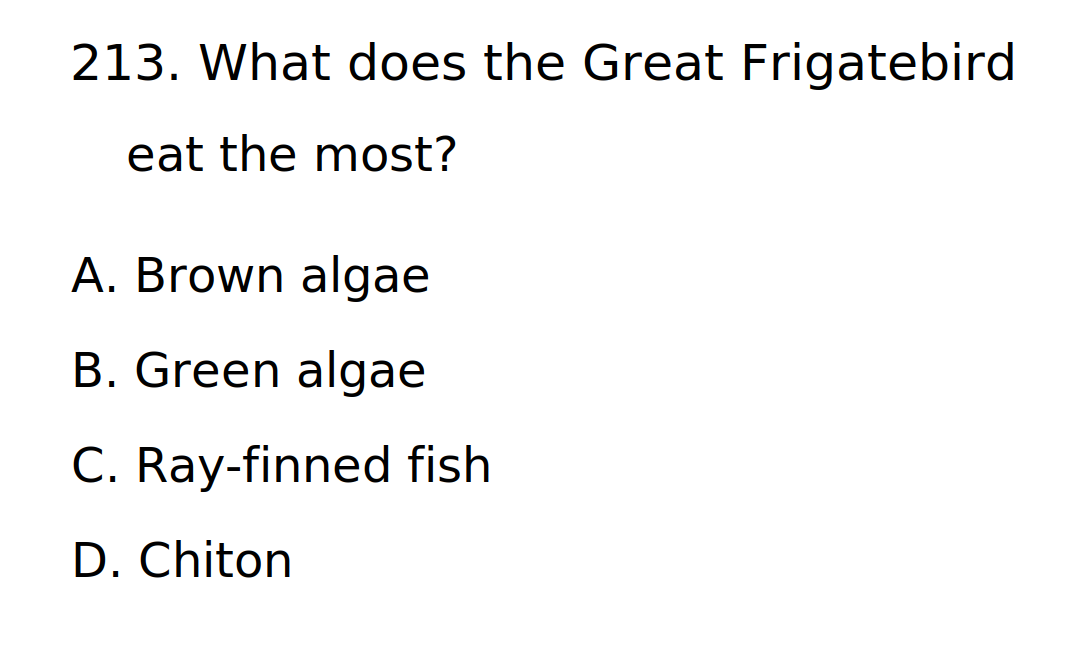 213. What does the Great Frigatebird
eat the most?
A. Brown algae
B. Green algae
C. Ray-finned fish
D. Chiton